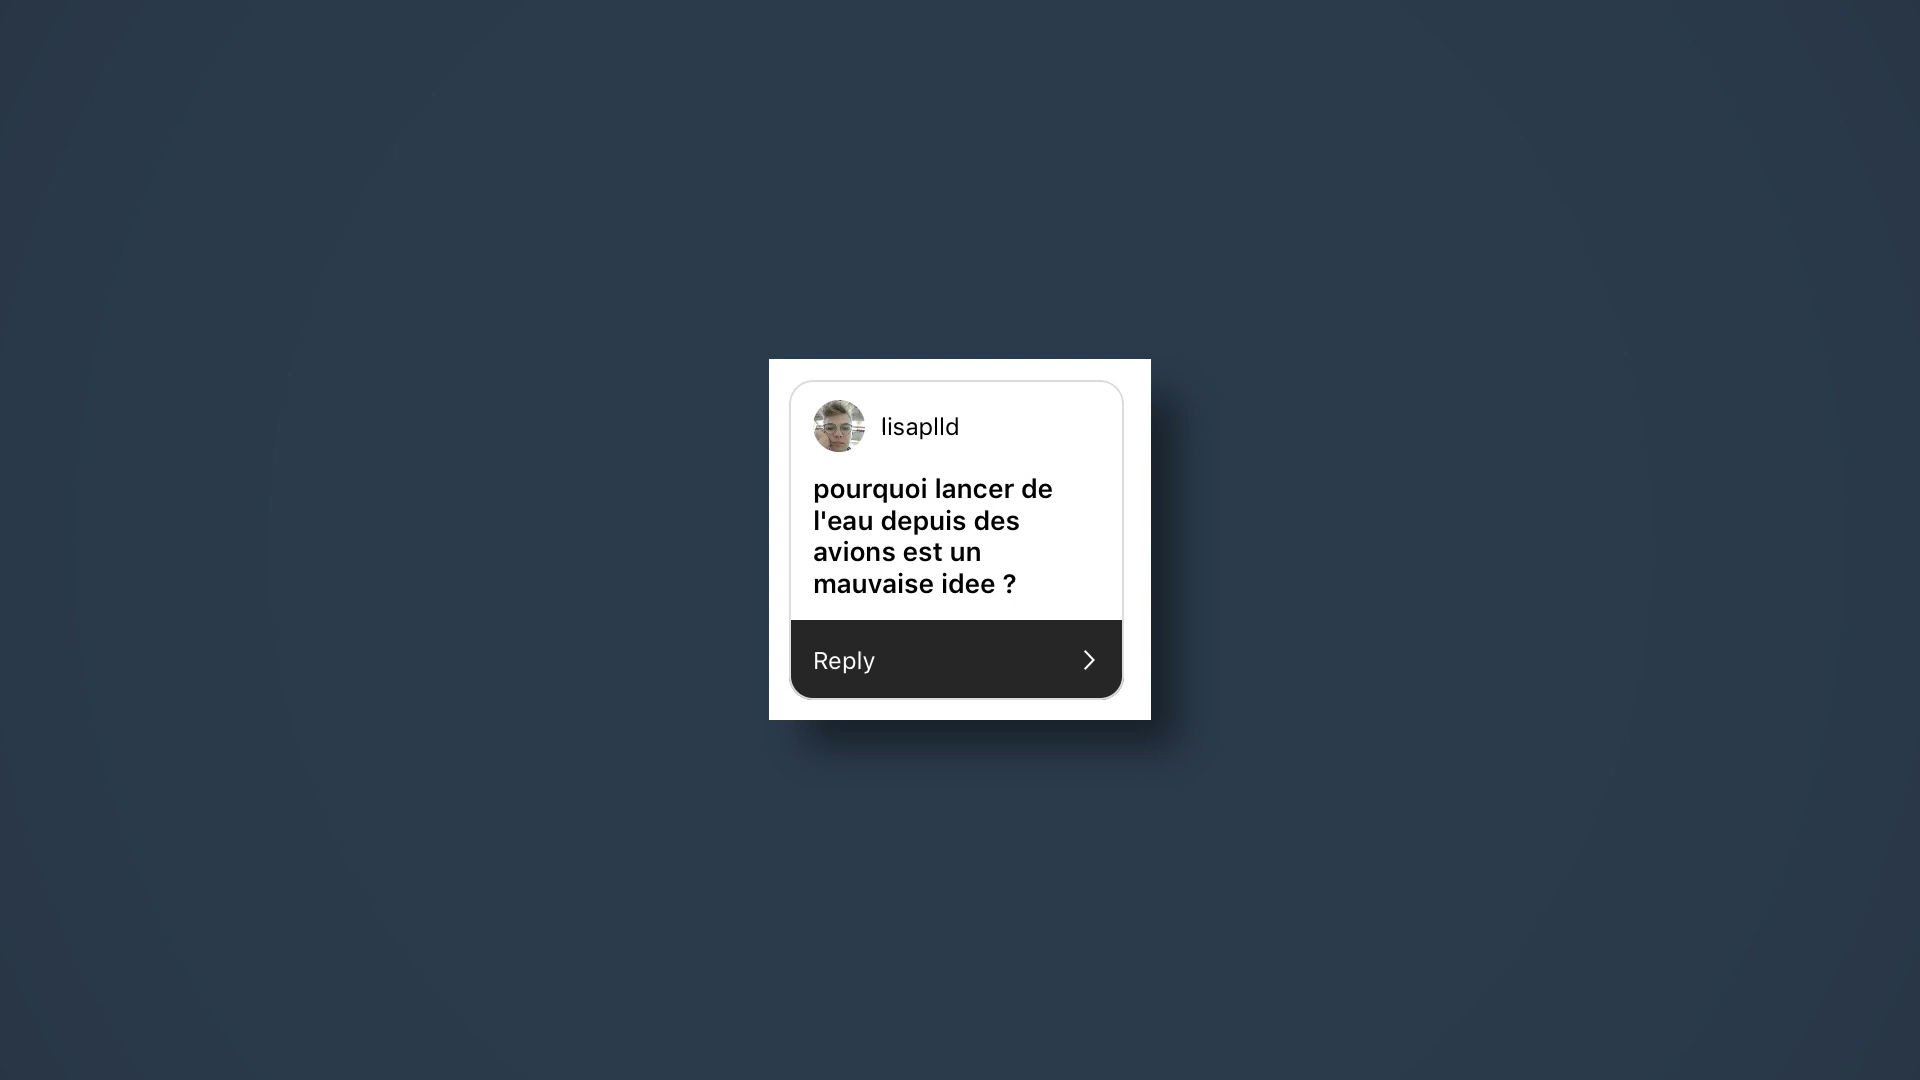 lisaplld
pourquoi lancer de
l'eau depuis des
avions est un
mauvaise idee ?
Reply